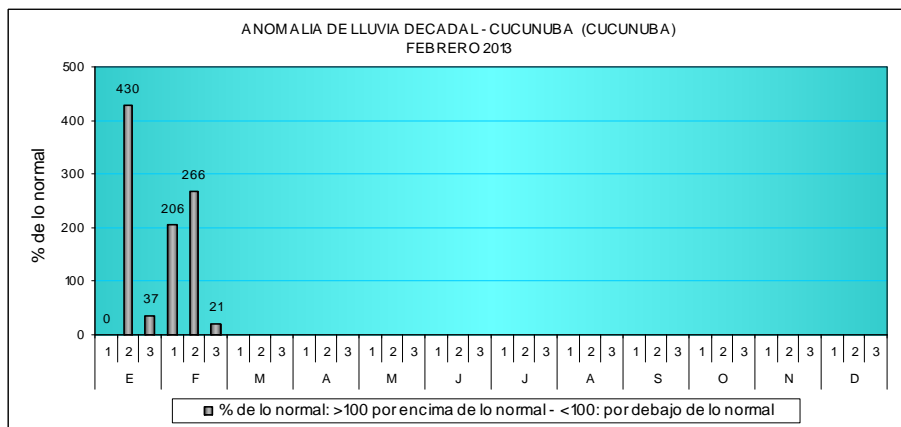 ANOMALIA DE LLUVIA DECADAL - CUCUNUBA (CUCUNUBA)
FEBRERO 2013
% de lo normal
500
400
300
200
100
0
0
430
37
206
266
21
1 2 3 1 2 3 1 2 3 1 2 3 1 2 3 1 2 3 1 2 3 1 2 3 1 2 3 1 2 3 1 2 3 1 2 3
E F M A M J J A S O N D
% de lo normal: >100 por encima de lo normal - <100: por debajo de lo normal